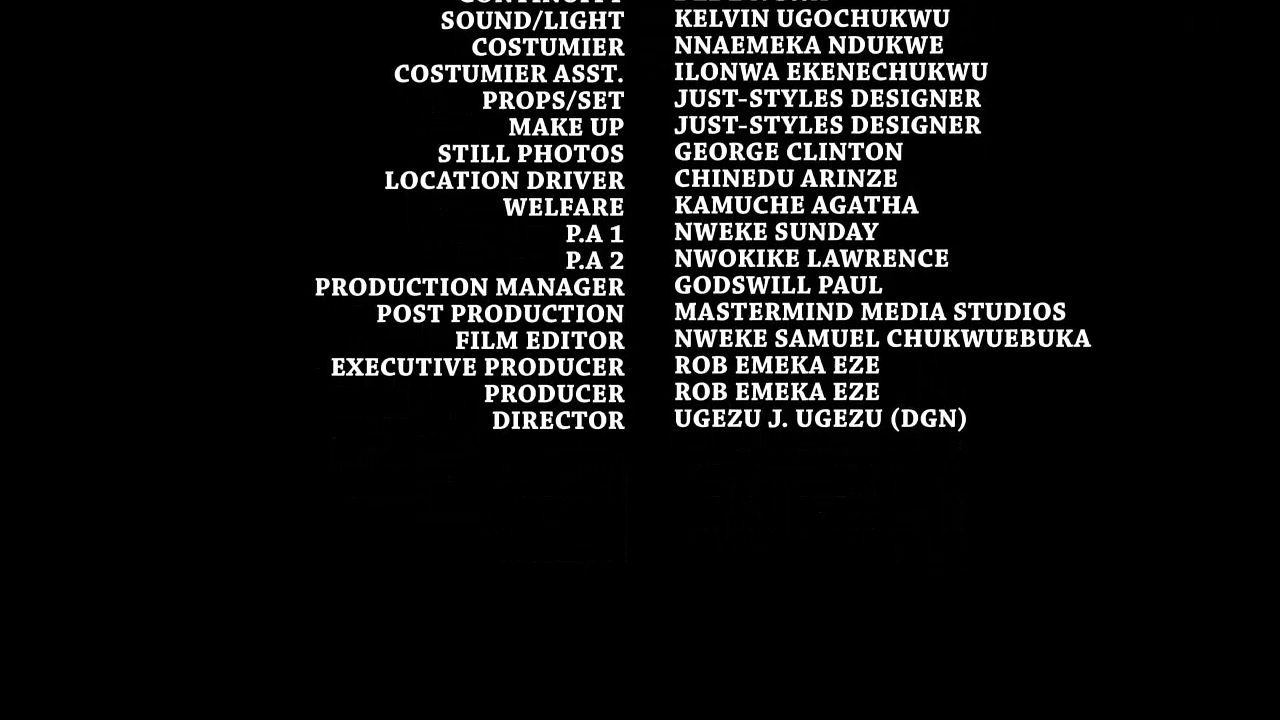 CONTINUITY
SOUND/LIGHT KELVIN UGOCHUKWU
COSTUMIER NNAEMEKA NDUKWE
COSTUMIER ASST. ILONWA EKENECHUKWU
PROPS/SET JUST-STYLES DESIGNER
MAKE UP JUST-STYLES DESIGNER
STILL PHOTOS GEORGE CLINTON
LOCATION DRIVER CHINEDU ARINZE
WELFARE KAMUCHE AGATHA
P.A 1 NWEKE SUNDAY
P.A 2 NWOKIKE LAWRENCE
PRODUCTION MANAGER GODSWILL PAUL
POST PRODUCTION MASTERMIND MEDIA STUDIOS
FILM EDITOR NWEKE SAMUEL CHUKWUEBUKA
EXECUTIVE PRODUCER ROB EMEKA EZE
PRODUCER ROB EMEKA EZE
DIRECTOR UGEZU J. UGEZU (DGN)